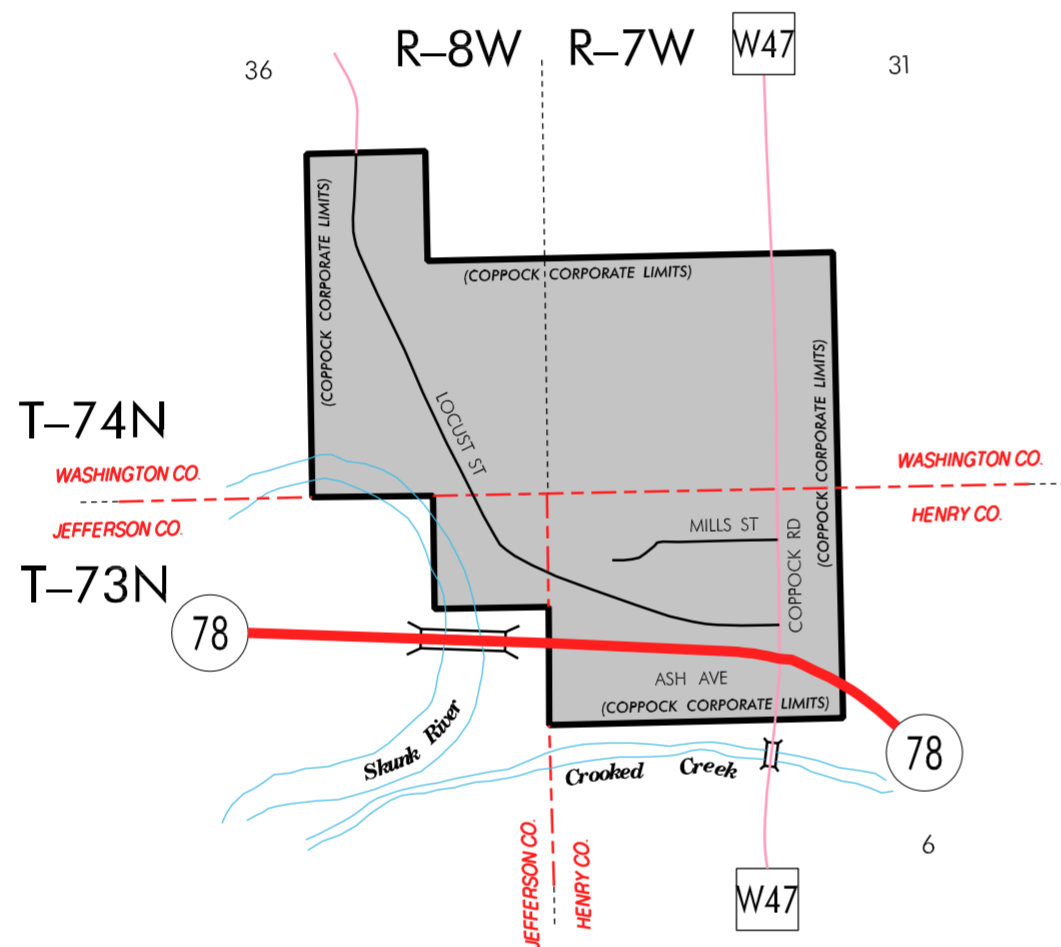 R–8W
R–7W
W47
36
31
(COPPOCK CORPORATE LIMITS)
(COPPOCK CORPORATE LIMITS)
(COPPOCK CORPORATE LIMITS)
LOCUST ST
T–74N
WASHINGTON CO.
WASHINGTON CO.
JEFFERSON CO.
HENRY CO.
MILLS ST
COPPOCK RD
T–73N
78
ASH AVE
(COPPOCK CORPORATE LIMITS)
Skunk River
Crooked Creek
78
JEFFERSON CO.
HENRY CO.
6
W47